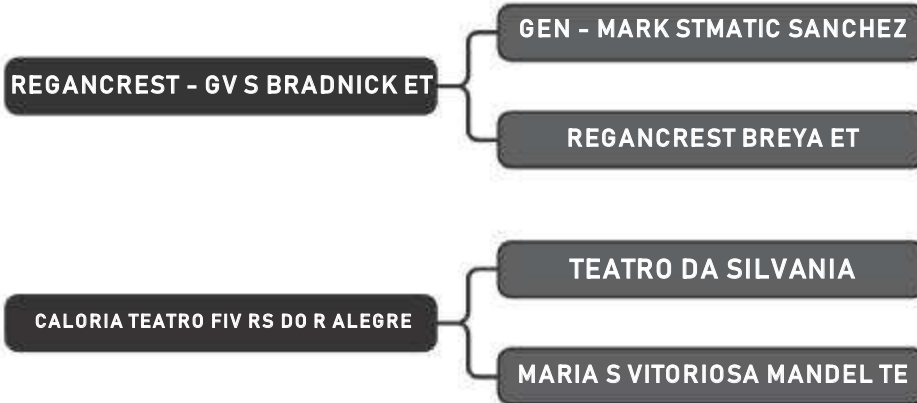 GEN - MARK STMATIC SANCHEZ
REGANCREST - GV S BRADNICK ET
REGANCREST BREYA ET
TEATRO DA SILVANIA
CALORIA TEATRO FIV RS DO R ALEGRE
MARIA S VITORIOSA MANDEL TE